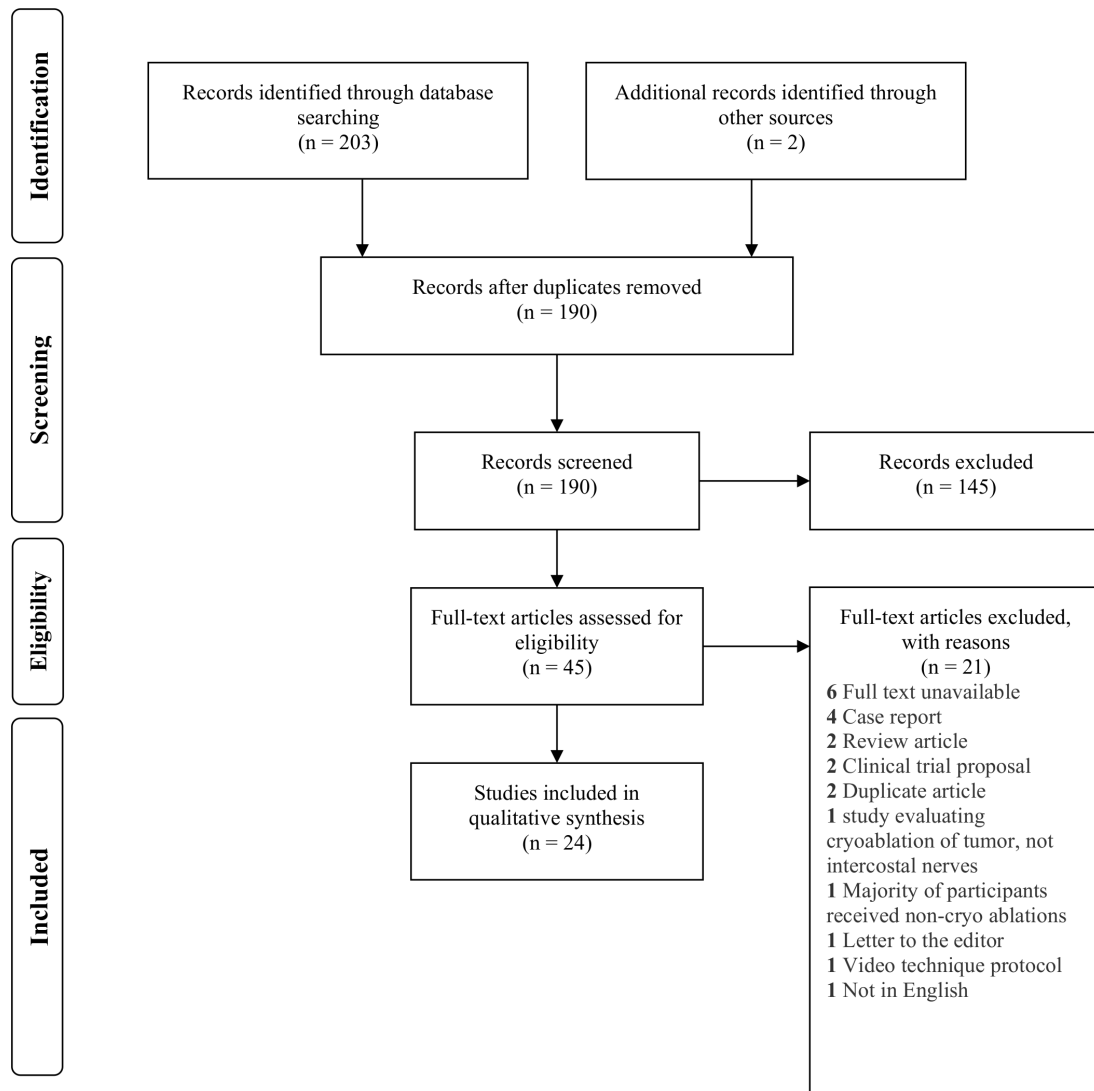 Identification
Records identified through database
searching
(n = 203)
Additional records identified through
other sources
(n = 2)
Screening
Records after duplicates removed
(n = 190)
Records screened
(n = 190)
Records excluded
(n = 145)
Eligibility
Full-text articles assessed for
eligibility
(n = 45)
Full-text articles excluded,
with reasons
(n = 21)
6 Full text unavailable
4 Case report
2 Review article
2 Clinical trial proposal
2 Duplicate article
1 study evaluating
cryoablation of tumor, not
intercostal nerves
1 Majority of participants
received non-cryo ablations
1 Letter to the editor
1 Video technique protocol
1 Not in English
Included
Studies included in
qualitative synthesis
(n = 24)